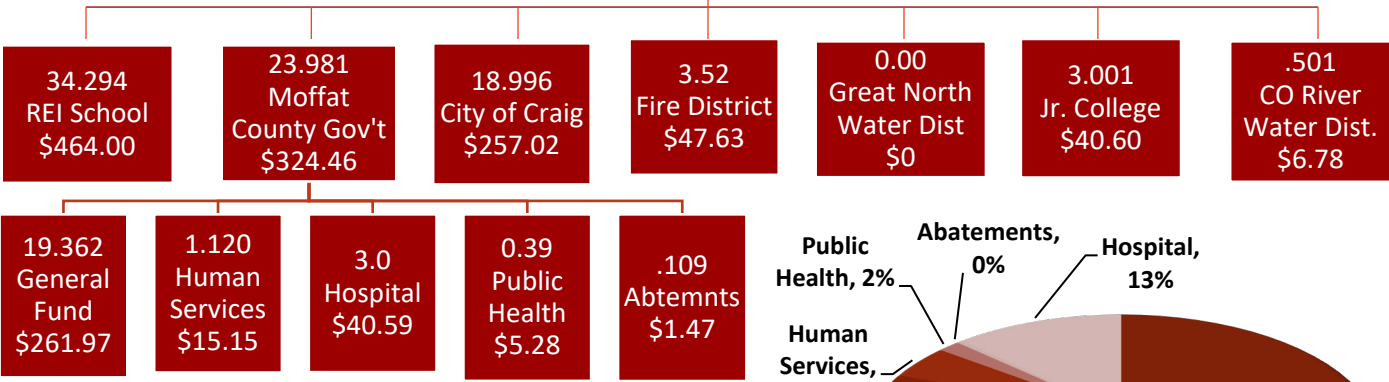 34.294
REI School
$464.00
23.981
Moffat
County Gov't
$324.46
18.996
City of Craig
$257.02
3.52
Fire District
$47.63
0.00
Great North
Water Dist
$0
3.001
Jr. College
$40.60
.501
CO River
Water Dist.
$6.78
19.362
General
Fund
$261.97
1.120
Human
Services
$15.15
3.0
Hospital
$40.59
0.39
Public
Health
$5.28
.109
Abtemnts
$1.47
Public
Health, 2%
Abatements,
0%
Hospital,
13%
Human
Services,